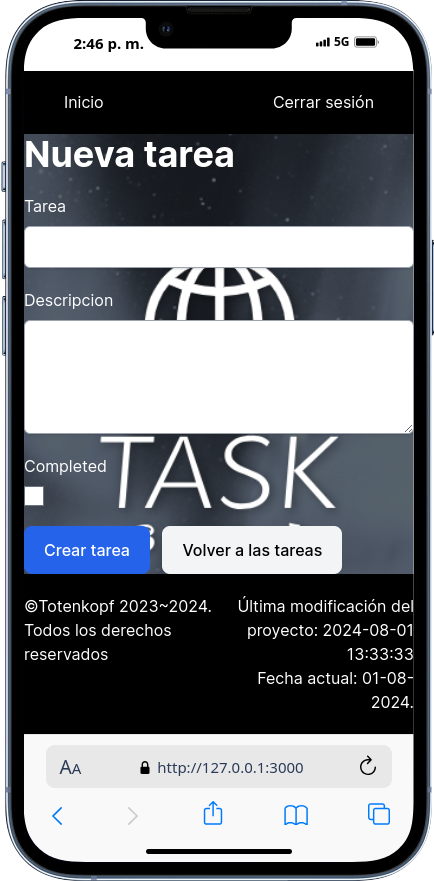 2:46 p. m.
5G
Inicio
Cerrar sesión
Nueva tarea
Tarea
Descripcion
TASK
Completed
Crear tarea
Volver a las tareas
©Totenkopf 2023~2024.
Todos los derechos
reservados
Última modificación del
proyecto: 2024-08-01
13:33:33
Fecha actual: 01-08-
2024.
AA
http://127.0.0.1:3000